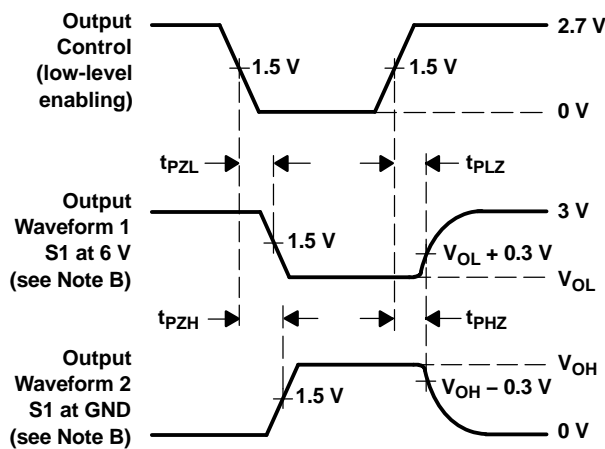 Output
Control
(low-level
enabling)
1.5 V
1.5 V
2.7 V
0 V
tPZL
tPLZ
Output
Waveform 1
S1 at 6 V
(see Note B)
1.5 V
3 V
VOL + 0.3 V
VOL
tPZH
tPHZ
Output
Waveform 2
S1 at GND
(see Note B)
1.5 V
VOH
VOH – 0.3 V
0 V